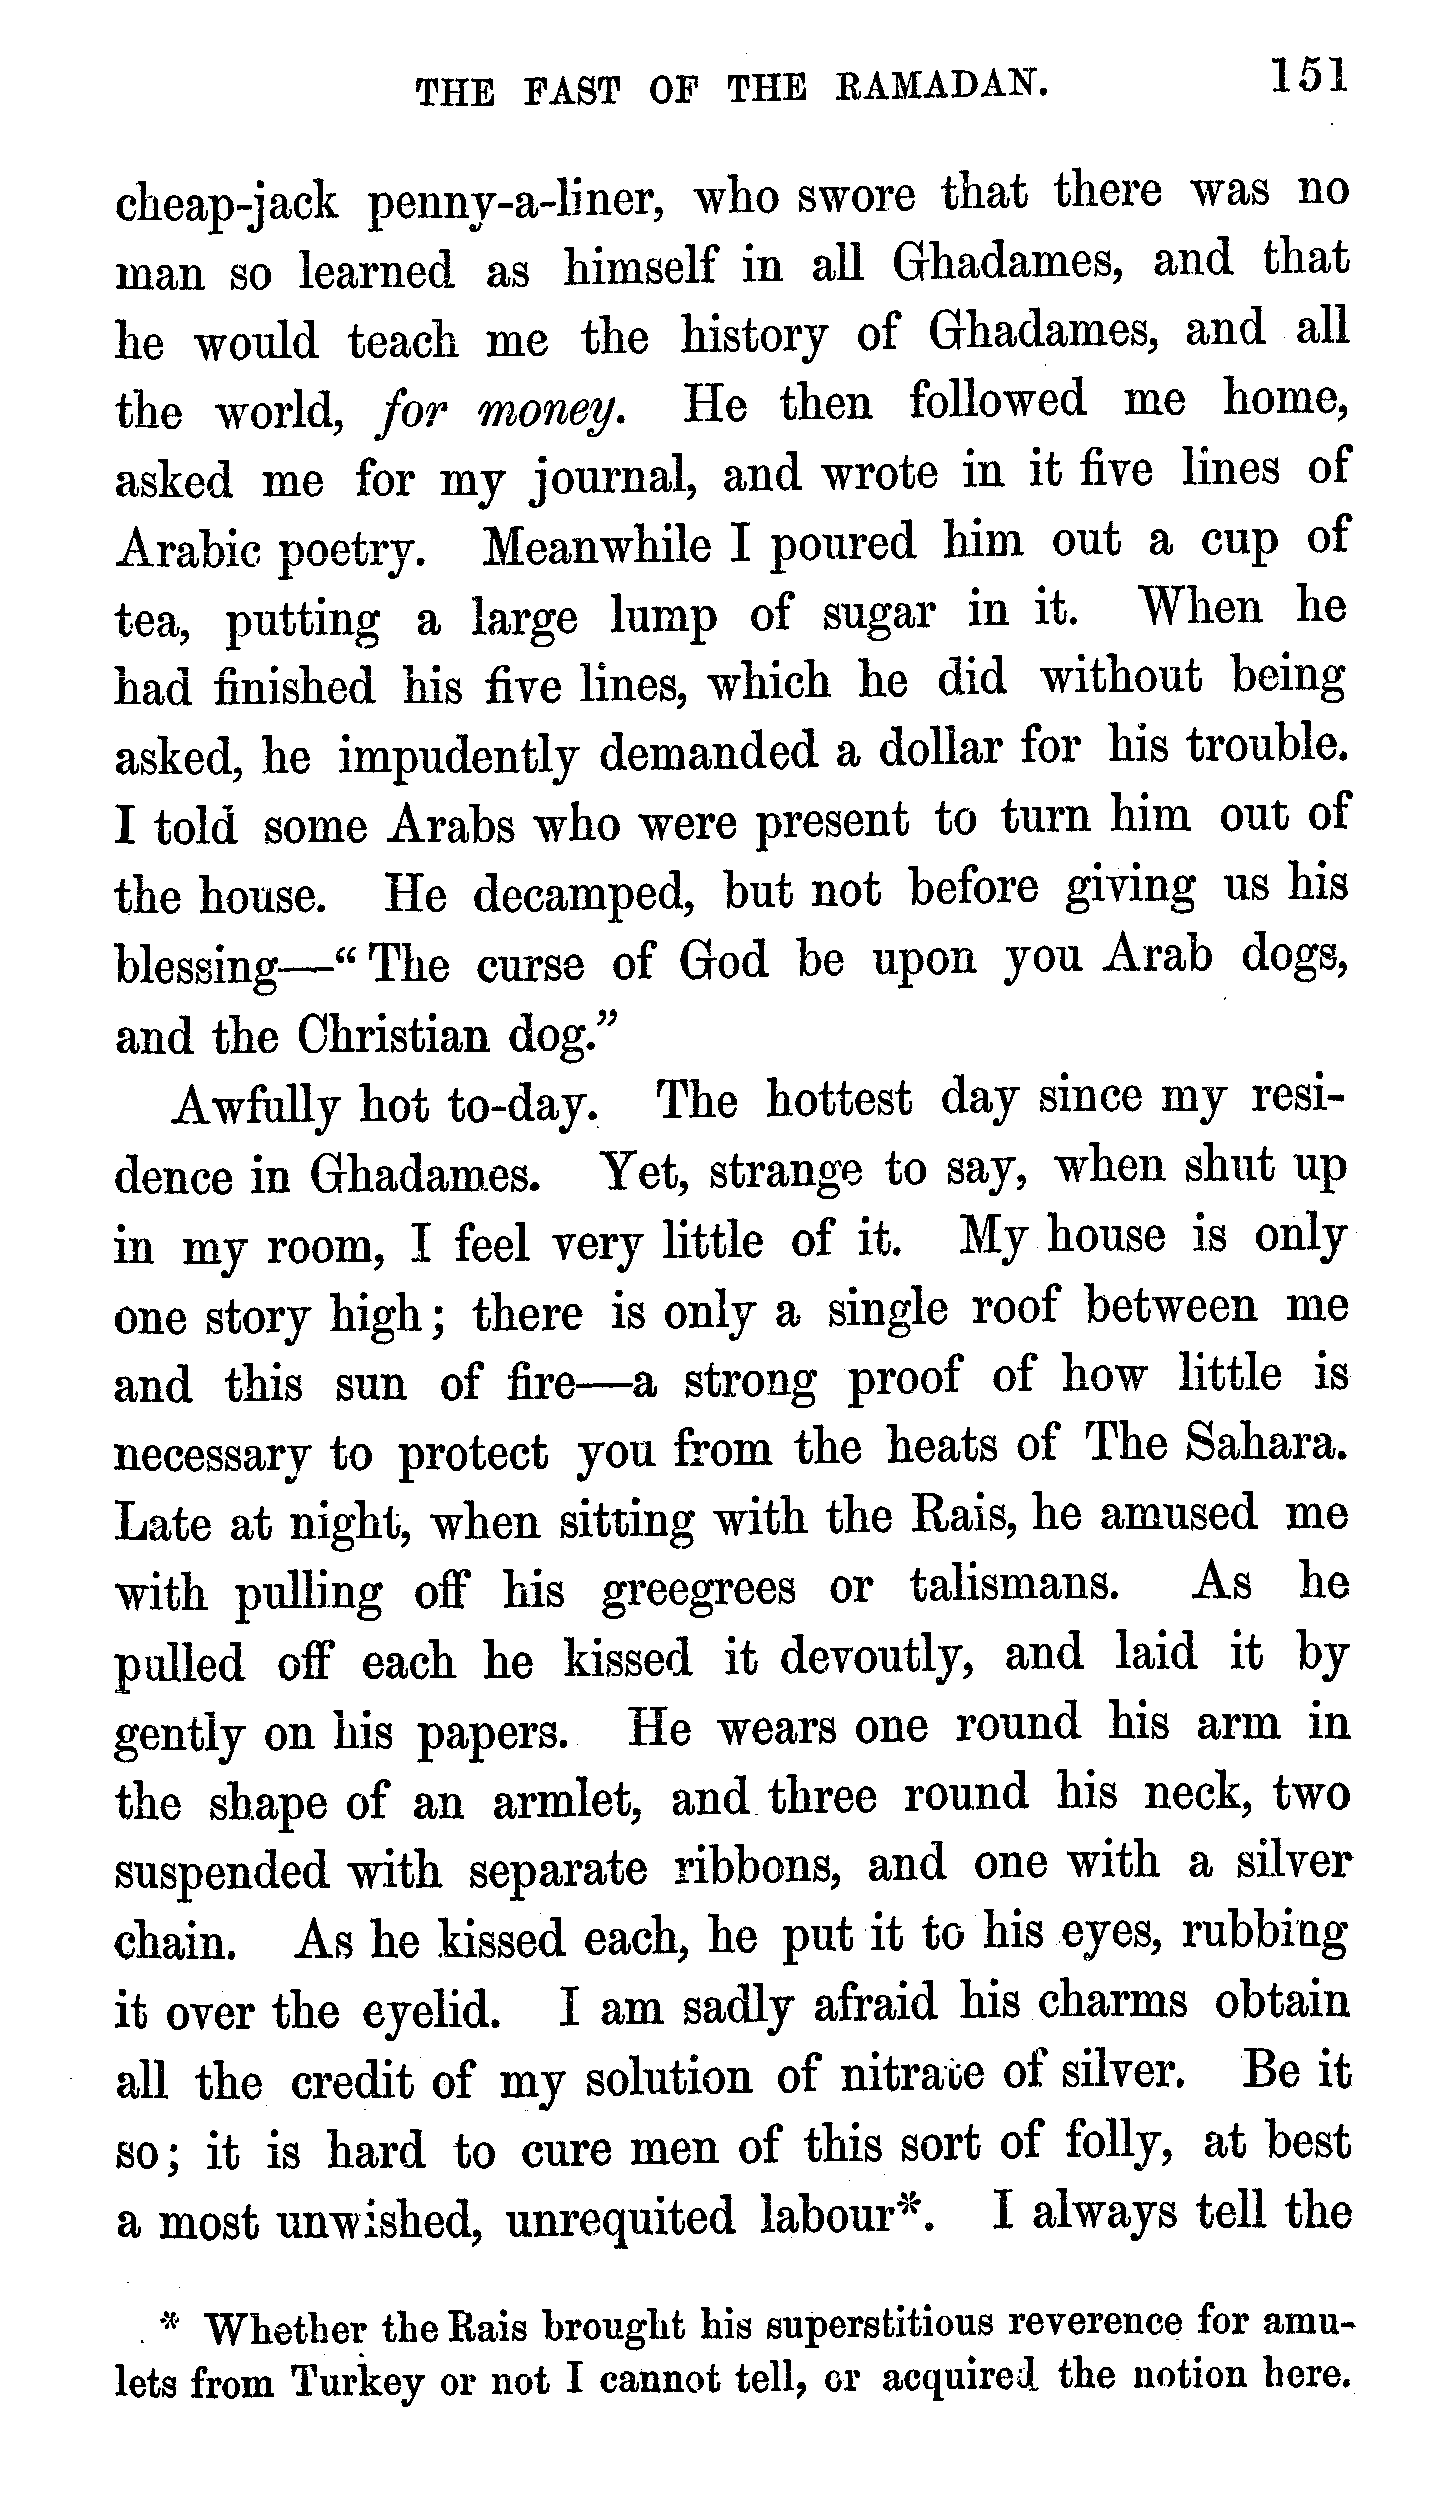 THE FAST OF THE RAMADAN. 151
cheap-jack penny-a-liner, who swore that there was no
man so learned as himself in all Ghadames, and that
he would teach me the history of Ghadames, and all
the world, for money. He then followed me home,
asked me for my journal, and wrote in it five lines of
Arabic poetry. Meanwhile I poured him out a cup of
tea, putting a large lump of sugar in it. When he
had finished his five lines, which he did without being
asked, he impudently demanded a dollar for his trouble.
I told some Arabs who were present to turn him out of
the house. He decamped, but not before giving us his
blessing—“The curse of God be upon you Arab dogs,
and the Christian dog.”
Awfully hot to-day. The hottest day since my resi-
dence in Ghadames. Yet, strange to say, when shut up
in my room, I feel very little of it. My house is only
one story high; there is only a single roof between me
and this sun of fire—a strong proof of how little is
necessary to protect you from the heats of The Sahara.
Late at night, when sitting with the Rais, he amused me
with pulling off his greegrees or talismans. As he
pulled off each he kissed it devoutly, and laid it by
gently on his papers. He wears one round his arm in
the shape of an armlet, and three round his neck, two
suspended with separate ribbons, and one with a silver
chain. As he kissed each, he put it to his eyes, rubbing
it over the eyelid. I am sadly afraid his charms obtain
all the credit of my solution of nitrate of silver. Be it
so; it is hard to cure men of this sort of folly, at best
a most unwished, unrequited labour*. I always tell the
* Whether the Rais brought his superstitious reverence for amu-
lets from Turkey or not I cannot tell, or acquired the notion here.